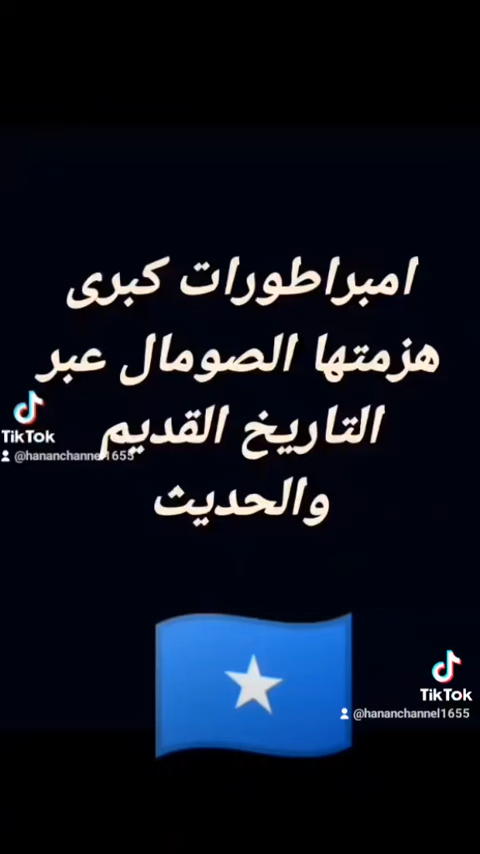 امبراطورات كبرى
هزمتها الصومال عبر
التاريخ القديم
والحديث
TikTok
@hananchannel1655
TikTok
@hananchannel1655